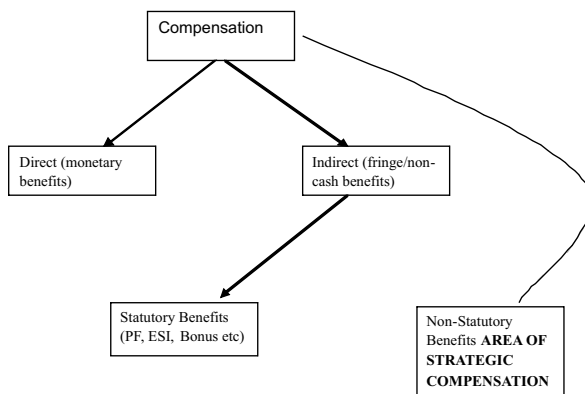 Compensation
Direct (monetary
benefits)
Indirect (fringe/non-
cash benefits)
Statutory Benefits
(PF, ESI, Bonus etc)
Non-Statutory
Benefits AREA OF
STRATEGIC
COMPENSATION